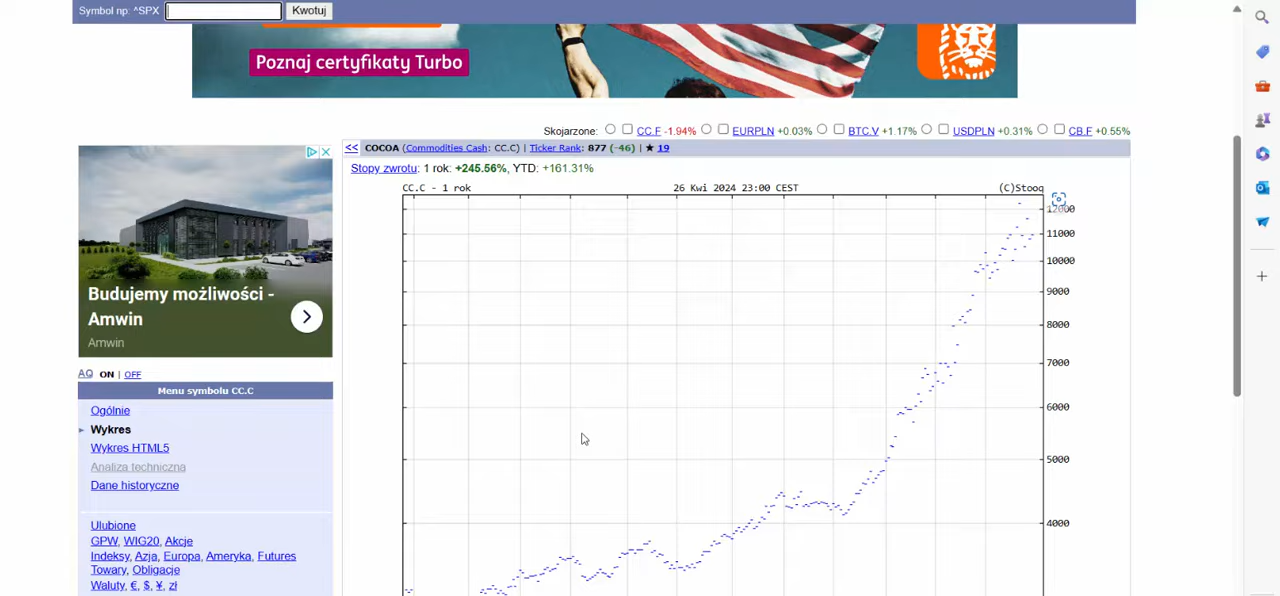 Symbol np: ^SPX
Kwotuj
Poznaj certyfikaty Turbo
Skojarzone: CC.F -1.94% EURPLN +0.03% BTC.V +1.17% USDPLN +0.31% CB.F +0.55%
<< COCOA (Commodities Cash: CC.C) | Ticker Rank: 877 (-46) | ★ 19
Stopy zwrotu: 1 rok: +245.56%, YTD: +161.31%
CC.C - 1 rok 26 Kwi 2024 23:00 CEST (C)Stooq
12000
11000
10000
9000
8000
7000
6000
5000
4000
Budujemy możliwości -
Amwin
Amwin
AQ ON | OFF
Menu symbolu CC.C
Ogólnie
Wykres
Wykres HTML5
Analiza techniczna
Dane historyczne
Ulubione
GPW, WIG20, Akcje
Indeksy, Azja, Europa, Ameryka, Futures
Towary, Obligacje
Waluty, €, $, ¥, zł